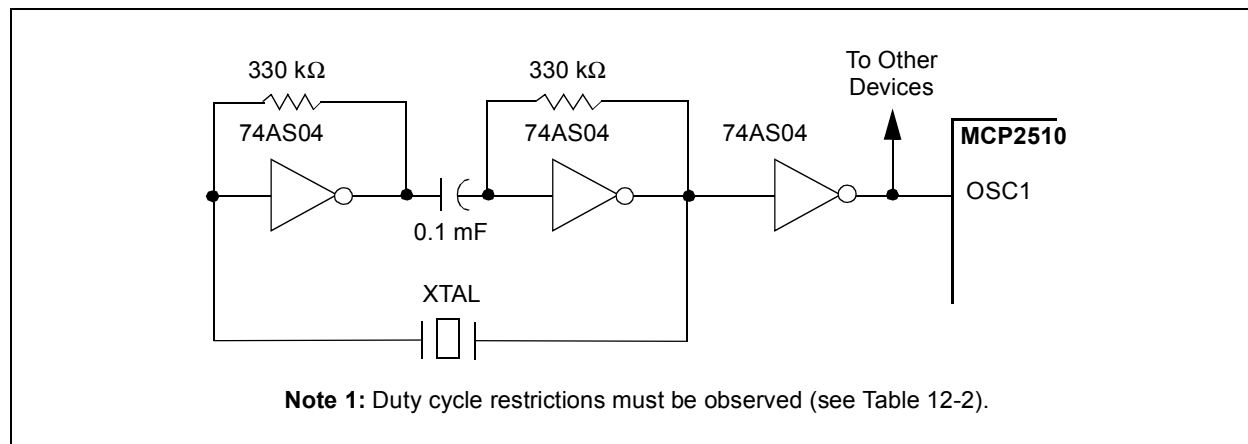 330 kΩ
330 kΩ
To Other
Devices
74AS04
74AS04
74AS04
MCP2510
OSC1
0.1 mF
XTAL
Note 1: Duty cycle restrictions must be observed (see Table 12-2).